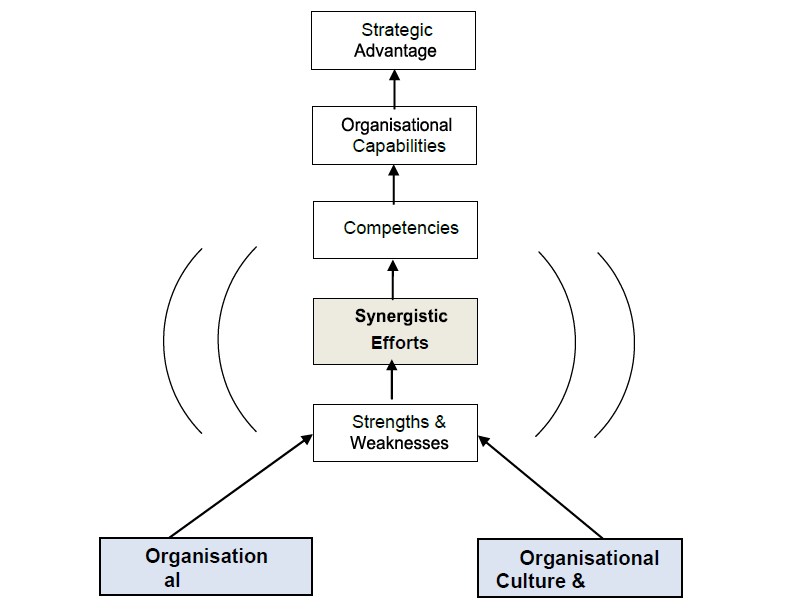 Strategic
Advantage
Organisational
Capabilities
Competencies
Synergistic
Efforts
Strengths &
Weaknesses
Organisation
al
Organisational
Culture &